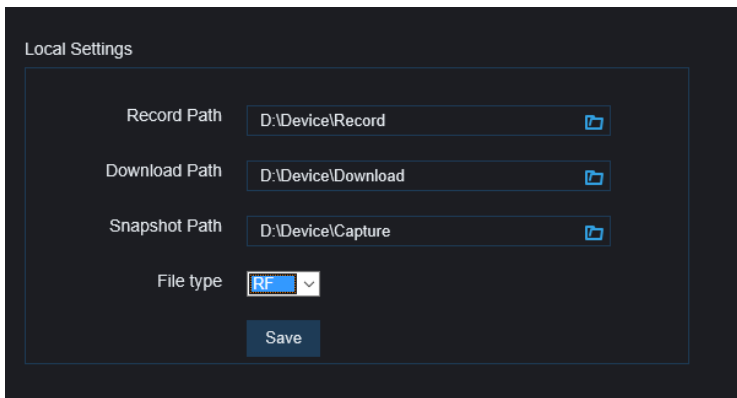 Local Settings
Record Path D:\Device\Record
Download Path D:\Device\Download
Snapshot Path D:\Device\Capture
File type RF
Save